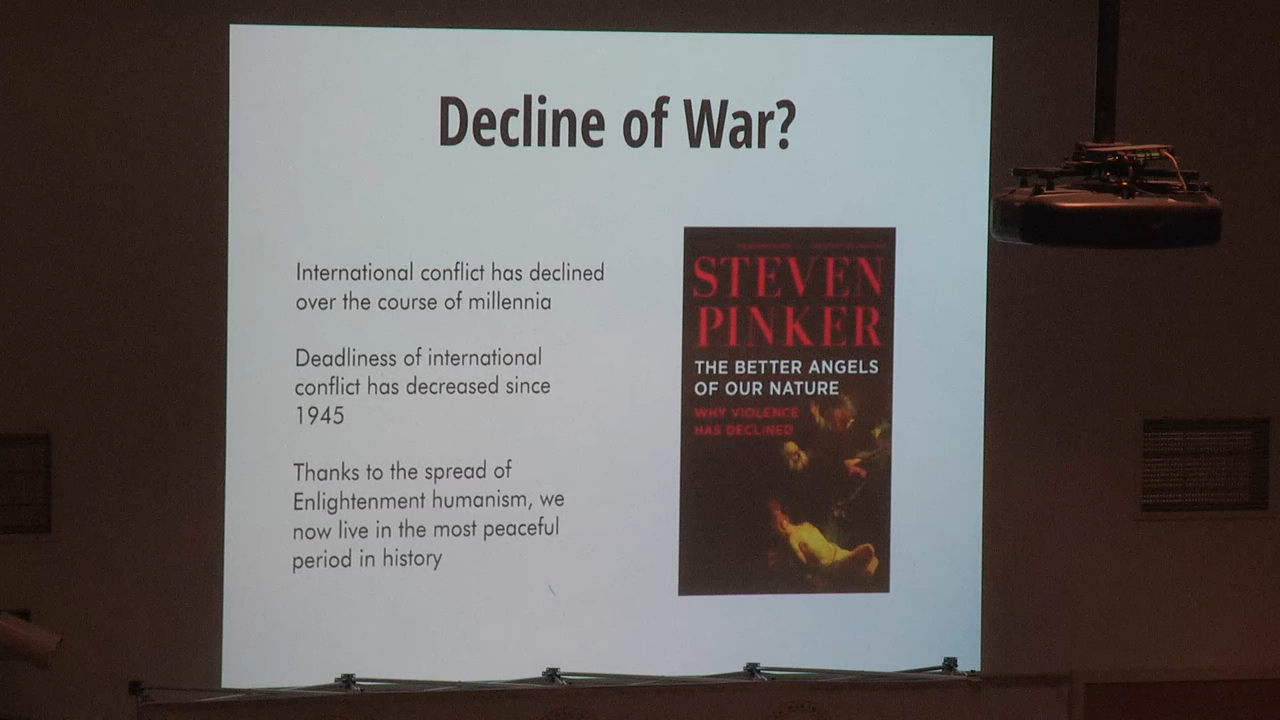 Decline of War?
International conflict has declined
over the course of millennia
Deadliness of international
conflict has decreased since
1945
Thanks to the spread of
Enlightenment humanism, we
now live in the most peaceful
period in history
STEVEN
PINKER
THE BETTER ANGELS
OF OUR NATURE
WHY VIOLENCE
HAS DECLINED